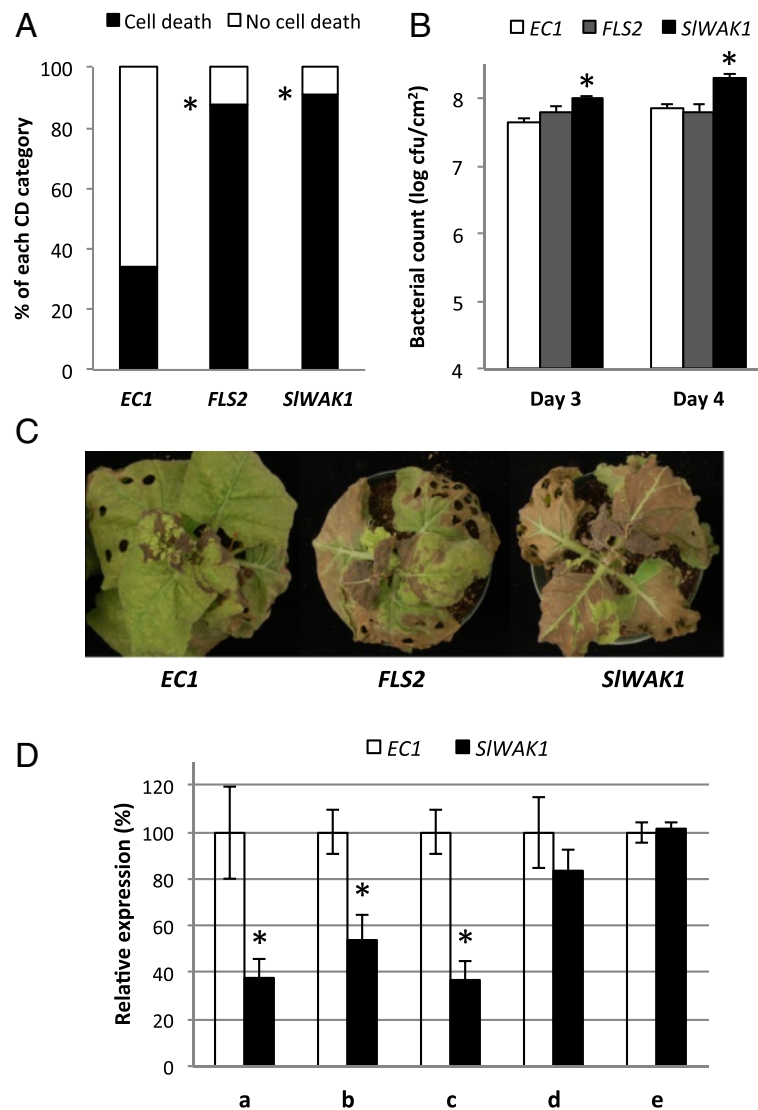 A
■ Cell death □ No cell death
% of each CD category
100
80
60
40
20
0
*
*
EC1 FLS2 SlWAK1
B
□ EC1 ■ FLS2 ■ SlWAK1
Bacterial count (log cfu/cm²)
8
7
6
5
4
*
*
Day 3 Day 4
C
EC1 FLS2 SlWAK1
D
□ EC1 ■ SlWAK1
Relative expression (%)
120
100
80
60
40
20
0
*
*
*
a b c d e